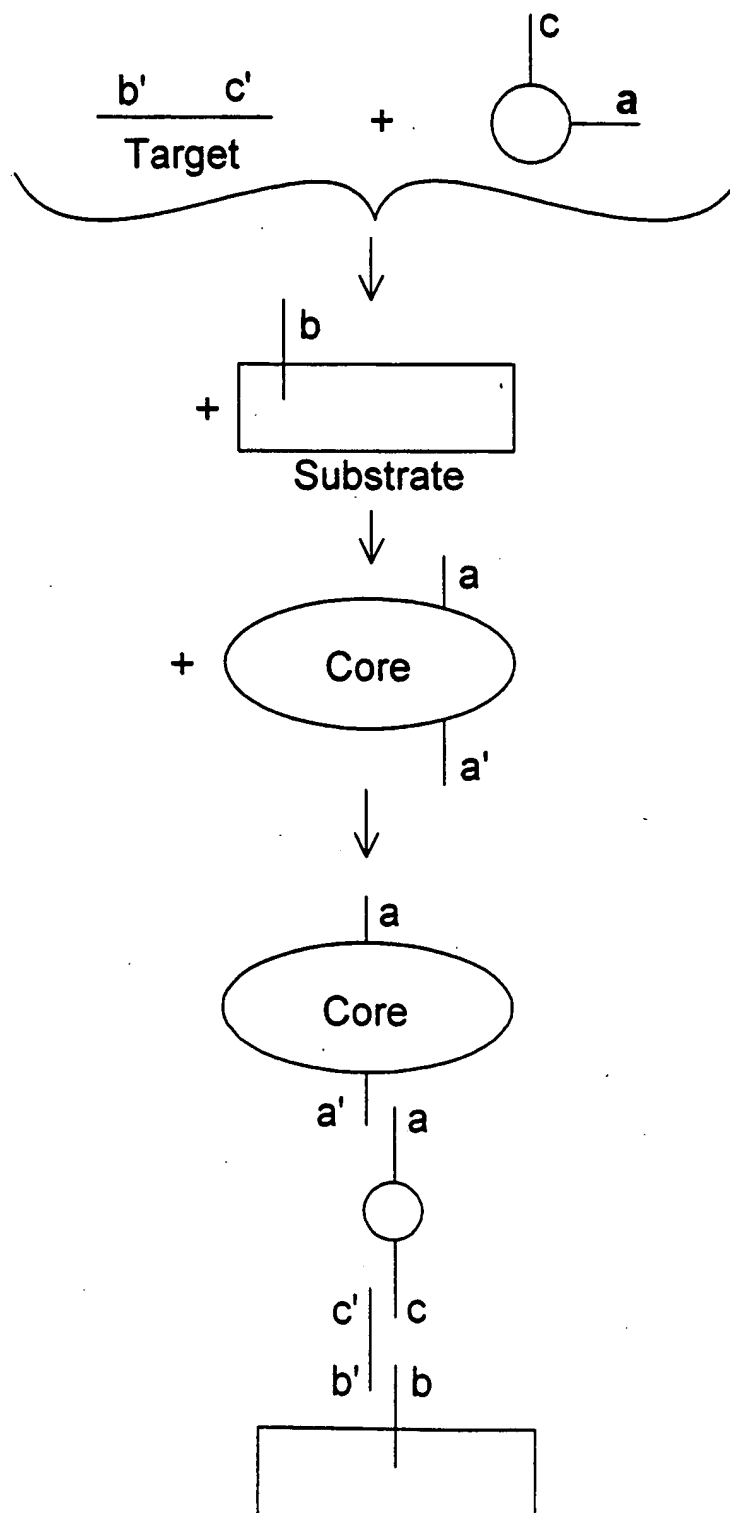 c
b' c' + a
Target
b
+
Substrate
a
+ Core
a'
a
Core
a' a
c' c
b' b